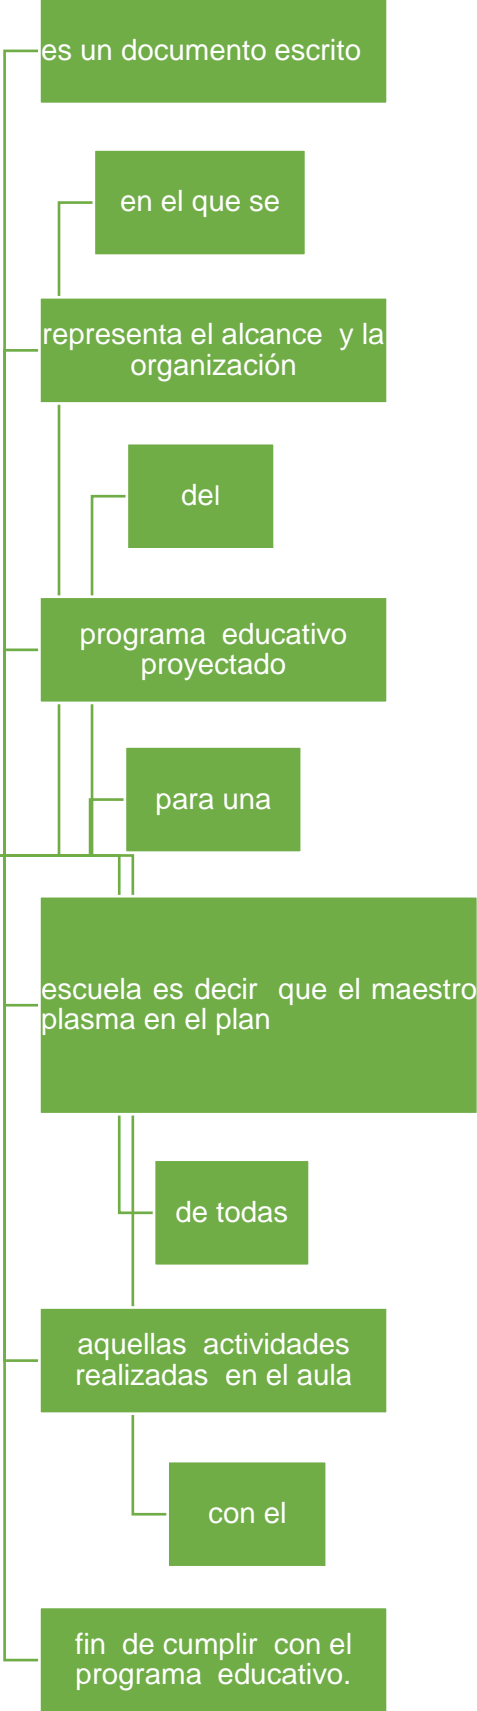 es un documento escrito
en el que se
representa el alcance y la
organización
del
programa educativo
proyectado
para una
escuela es decir que el maestro
plasma en el plan
de todas
aquellas actividades
realizadas en el aula
con el
fin de cumplir con el
programa educativo.